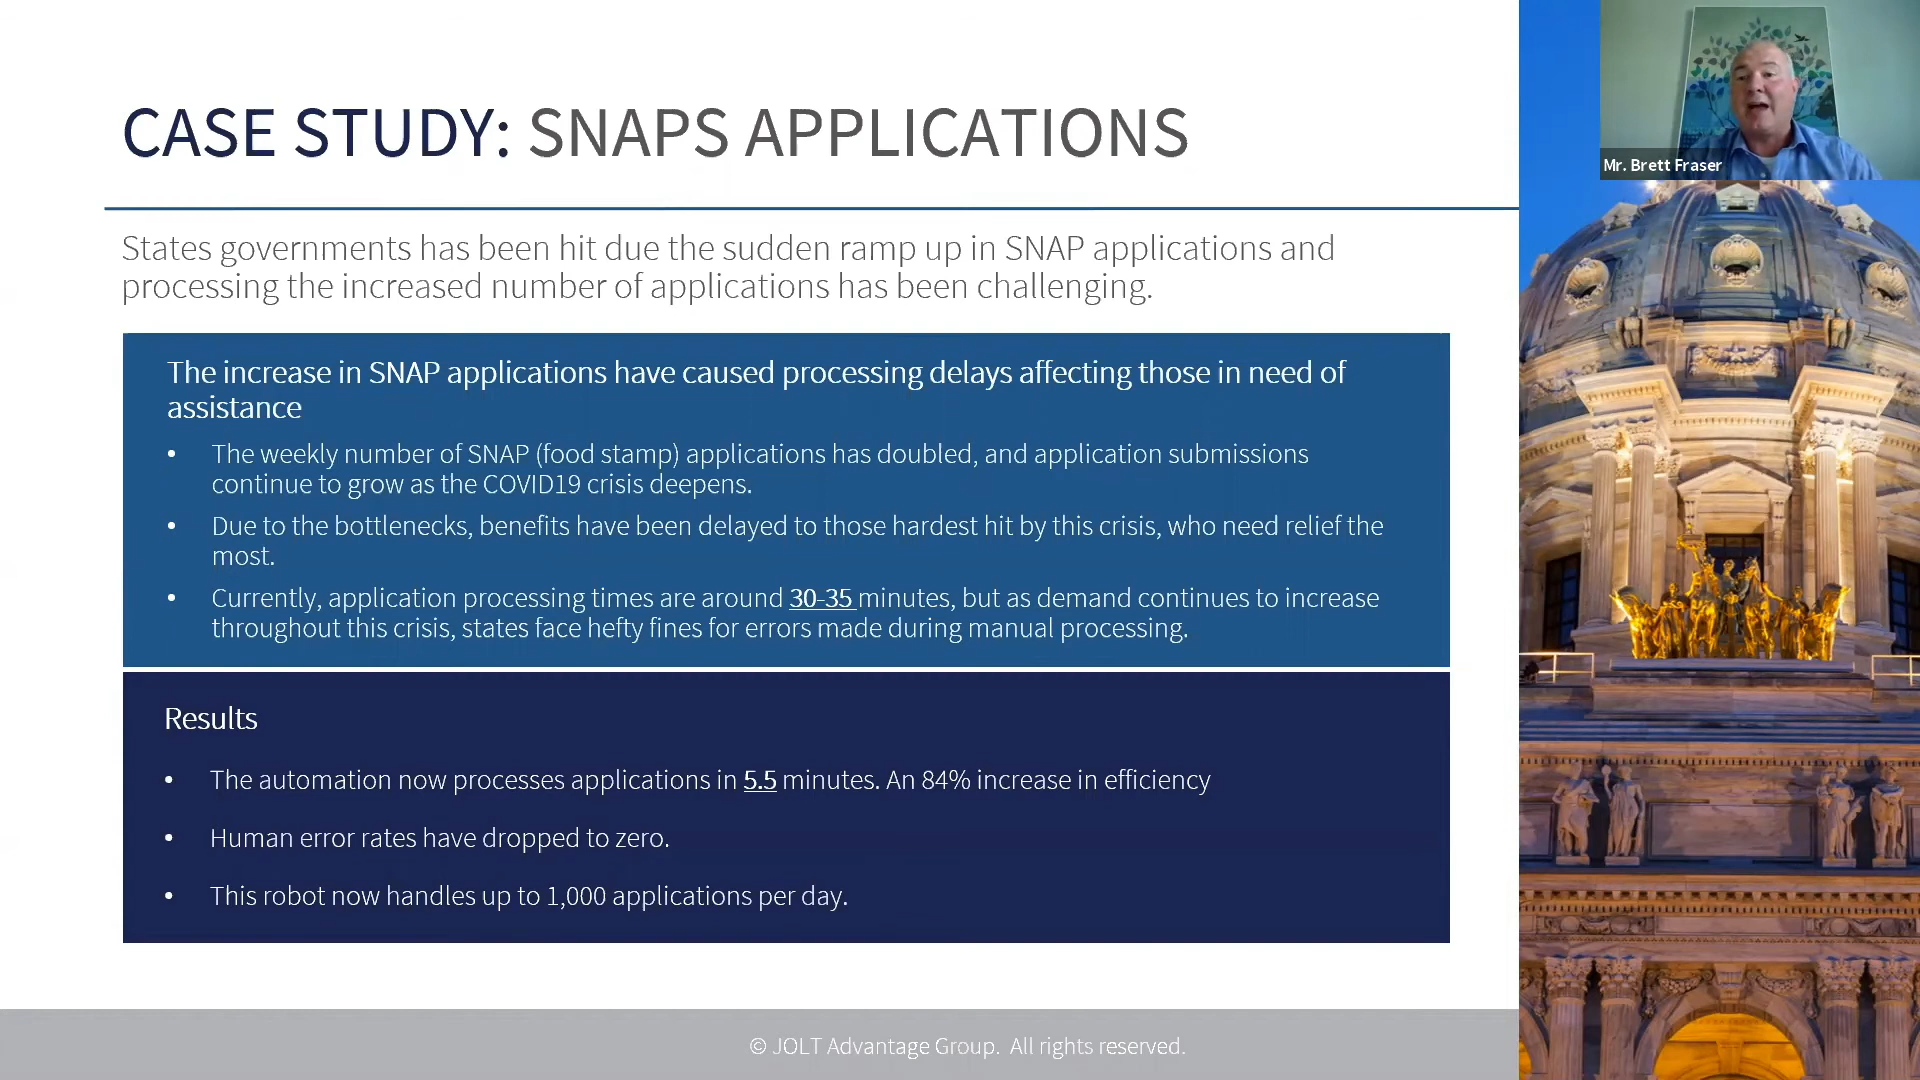 CASE STUDY: SNAPS APPLICATIONS
Mr. Brett Fraser
States governments has been hit due the sudden ramp up in SNAP applications and
processing the increased number of applications has been challenging.
The increase in SNAP applications have caused processing delays affecting those in need of
assistance
• The weekly number of SNAP (food stamp) applications has doubled, and application submissions
continue to grow as the COVID19 crisis deepens.
• Due to the bottlenecks, benefits have been delayed to those hardest hit by this crisis, who need relief the
most.
• Currently, application processing times are around 30-35 minutes, but as demand continues to increase
throughout this crisis, states face hefty fines for errors made during manual processing.
Results
• The automation now processes applications in 5.5 minutes. An 84% increase in efficiency
• Human error rates have dropped to zero.
• This robot now handles up to 1,000 applications per day.
© JOLT Advantage Group. All rights reserved.